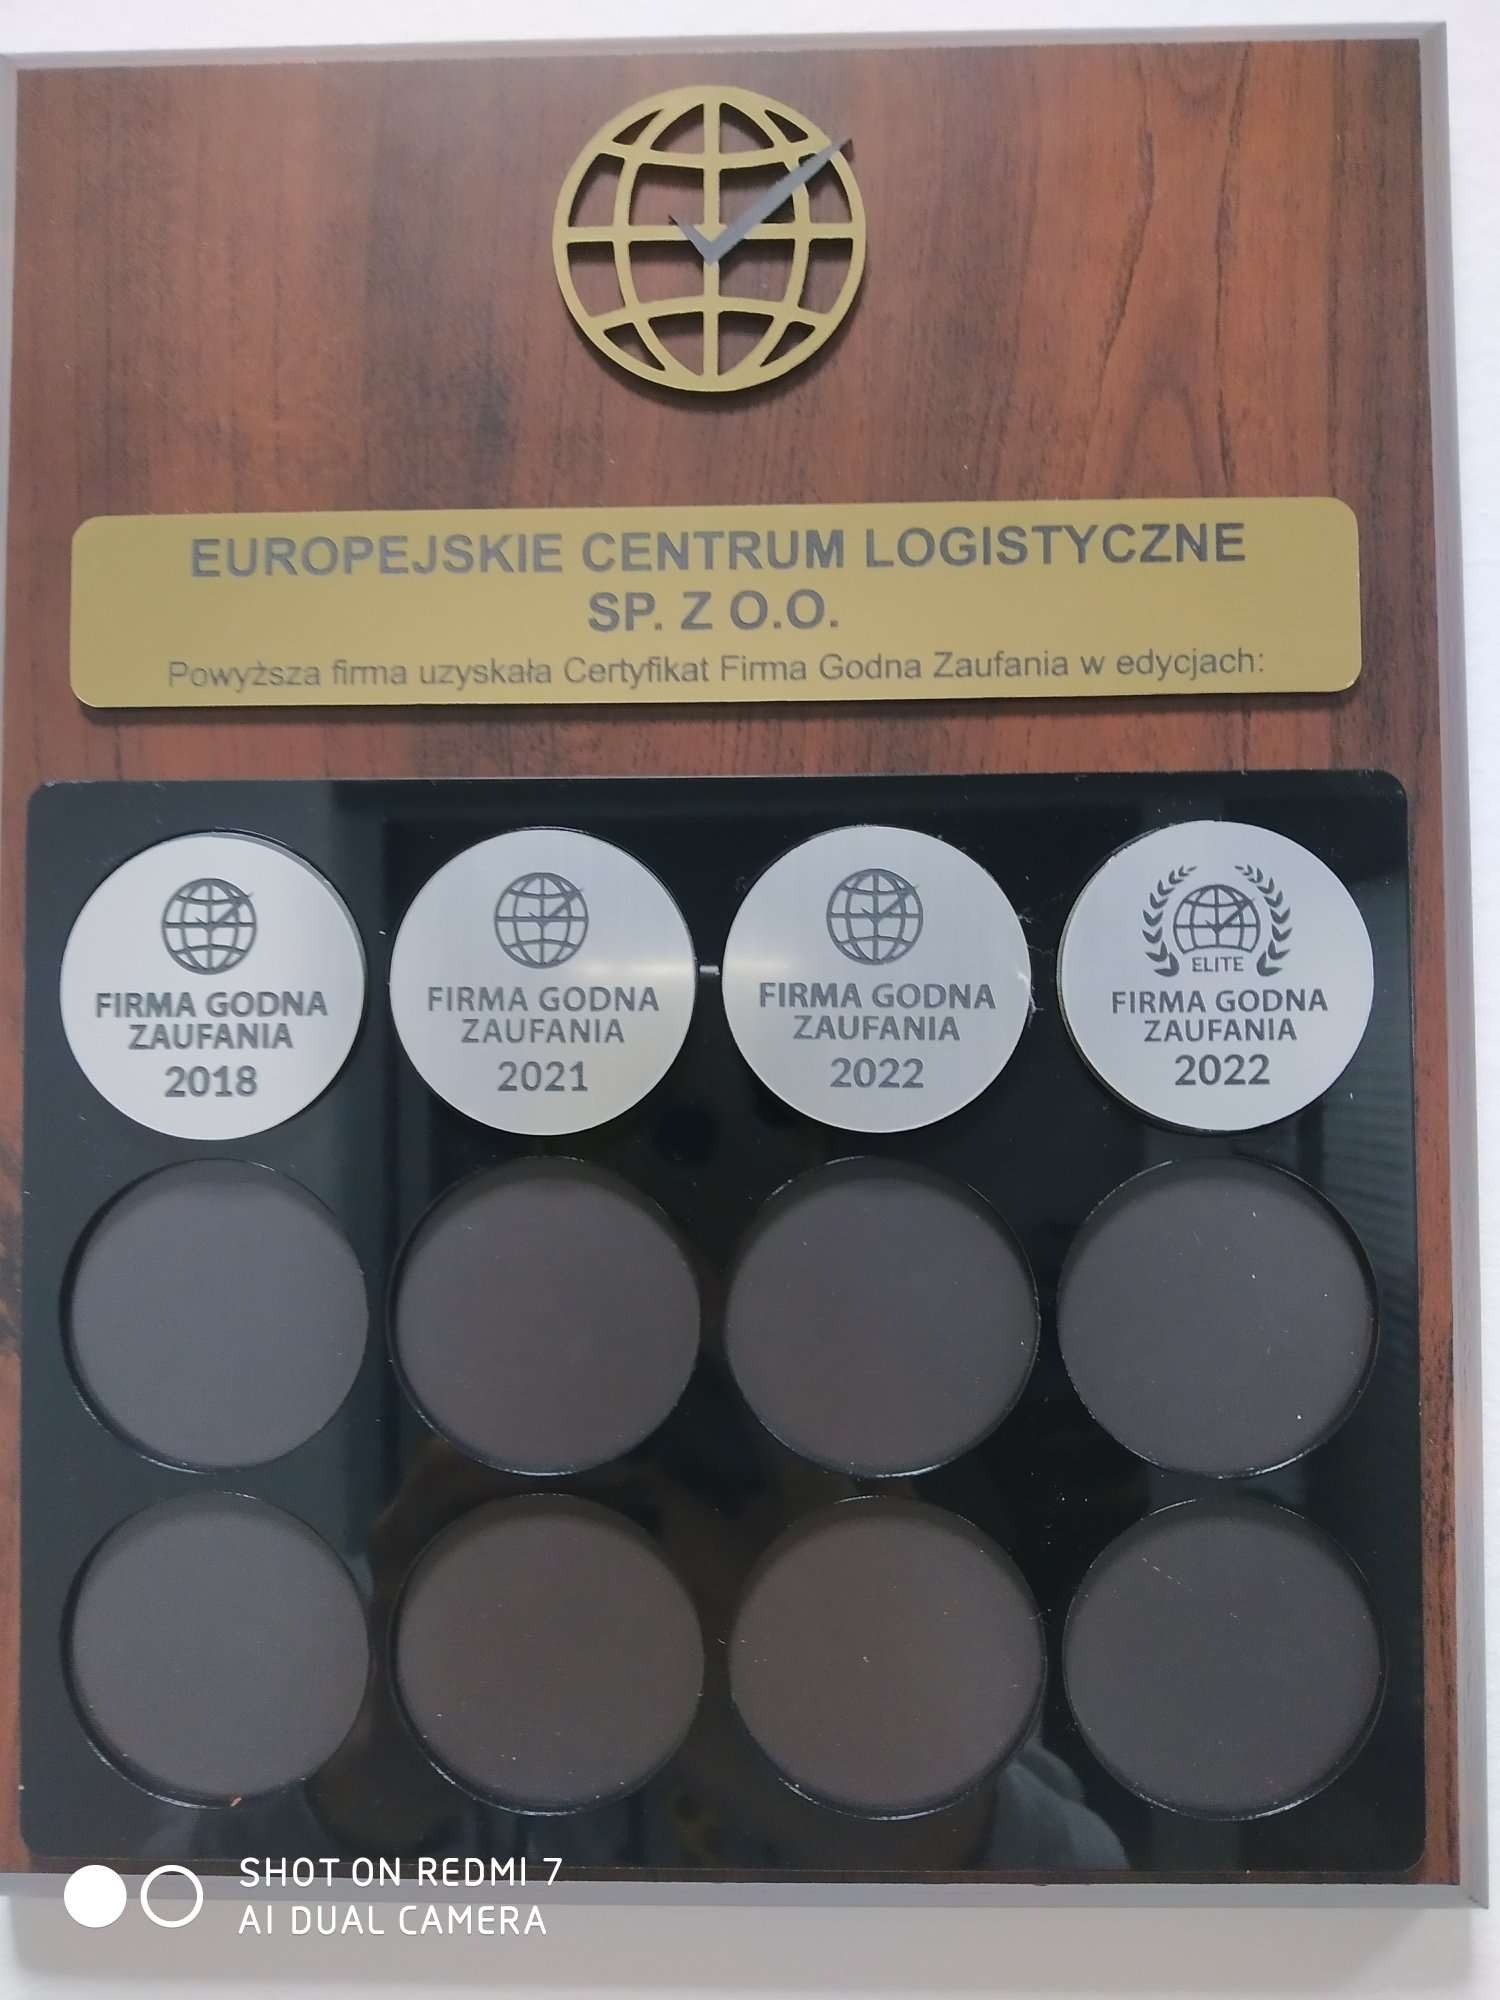 EUROPEJSKIE CENTRUM LOGISTYCZNE
SP. Z O.O.
Powyższa firma uzyskała Certyfikat Firma Godna Zaufania w edycjach:
FIRMA GODNA
ZAUFANIA
2018
FIRMA GODNA
ZAUFANIA
2021
FIRMA GODNA
ZAUFANIA
2022
ELITE
FIRMA GODNA
ZAUFANIA
2022
SHOT ON REDMI 7
AI DUAL CAMERA